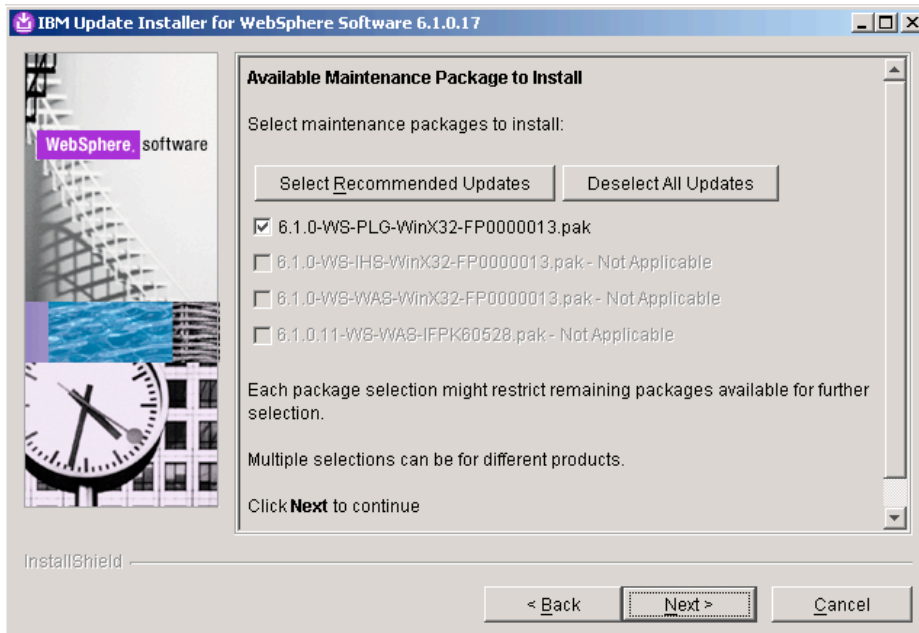 IBM Update Installer for WebSphere Software 6.1.0.17
WebSphere. software
Available Maintenance Package to Install
Select maintenance packages to install:
Select Recommended Updates
Deselect All Updates
6.1.0-WS-PLG-WinX32-FP0000013.pak
6.1.0-WS-IHS-WinX32-FP0000013.pak - Not Applicable
6.1.0-WS-WAS-WinX32-FP0000013.pak - Not Applicable
6.1.0.11-WS-WAS-IFPK60528.pak - Not Applicable
Each package selection might restrict remaining packages available for further
selection.
Multiple selections can be for different products.
Click Next to continue
InstallShield
< Back
Next >
Cancel